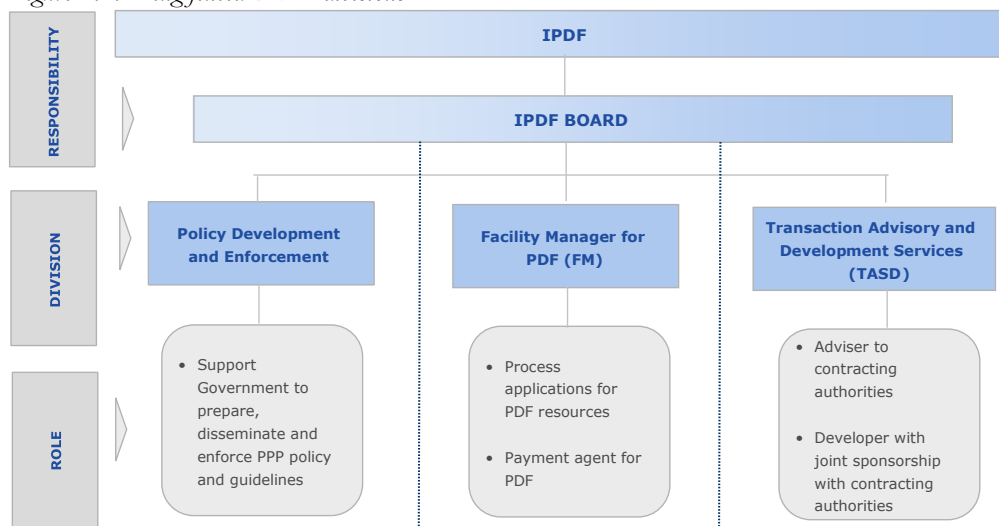 RESPONSIBILITY
IPDF
IPDF BOARD
DIVISION
Policy Development
and Enforcement
Facility Manager for
PDF (FM)
Transaction Advisory and
Development Services
(TASD)
ROLE
• Support
Government to
prepare,
disseminate and
enforce PPP policy
and guidelines
• Process
applications for
PDF resources
• Payment agent for
PDF
• Adviser to
contracting
authorities
• Developer with
joint sponsorship
with contracting
authorities